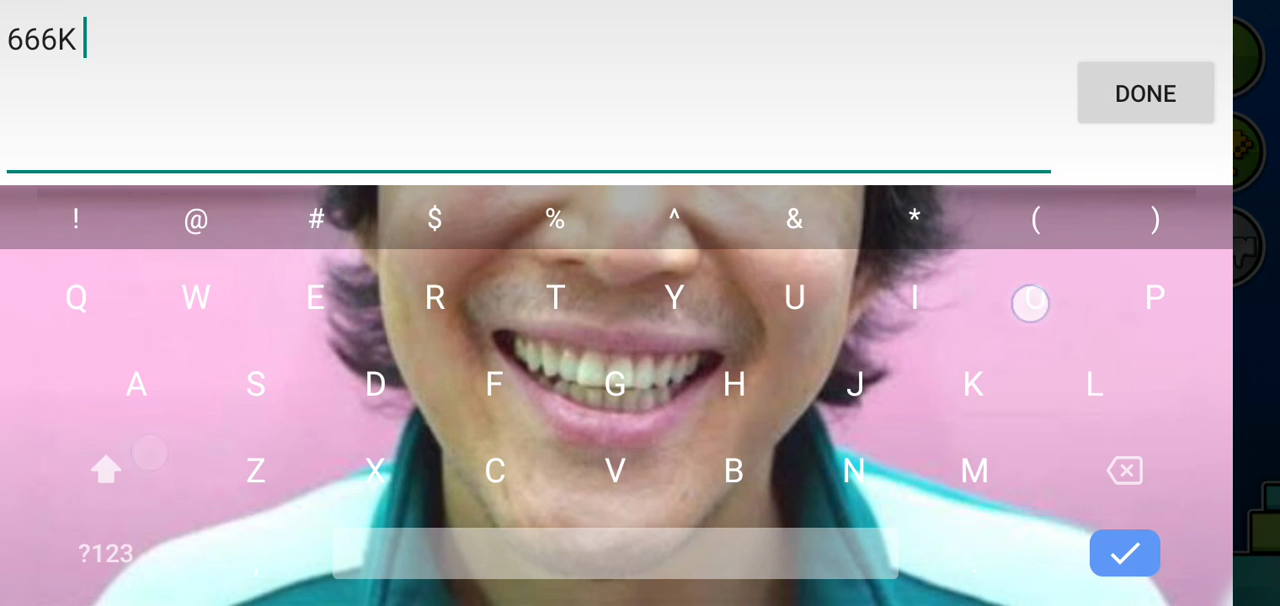 666K
DONE
! @ # $ % ^ & * ( )
Q W E R T Y U I O P
A S D F G H J K L
Z X C V B N M
?123 ,